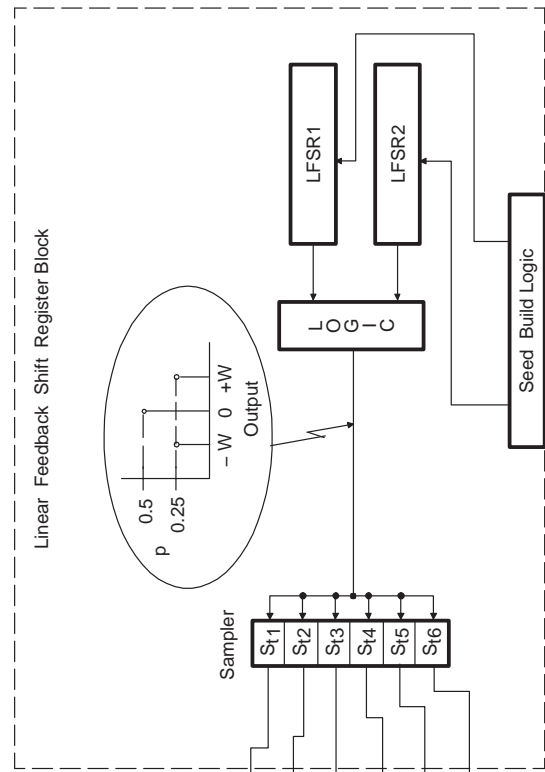 Linear Feedback Shift Register Block
LFSR1
LFSR2
LOGIC
Seed Build Logic
p
0.5
0.25
– W 0 +W
Output
Sampler
St1
St2
St3
St4
St5
St6